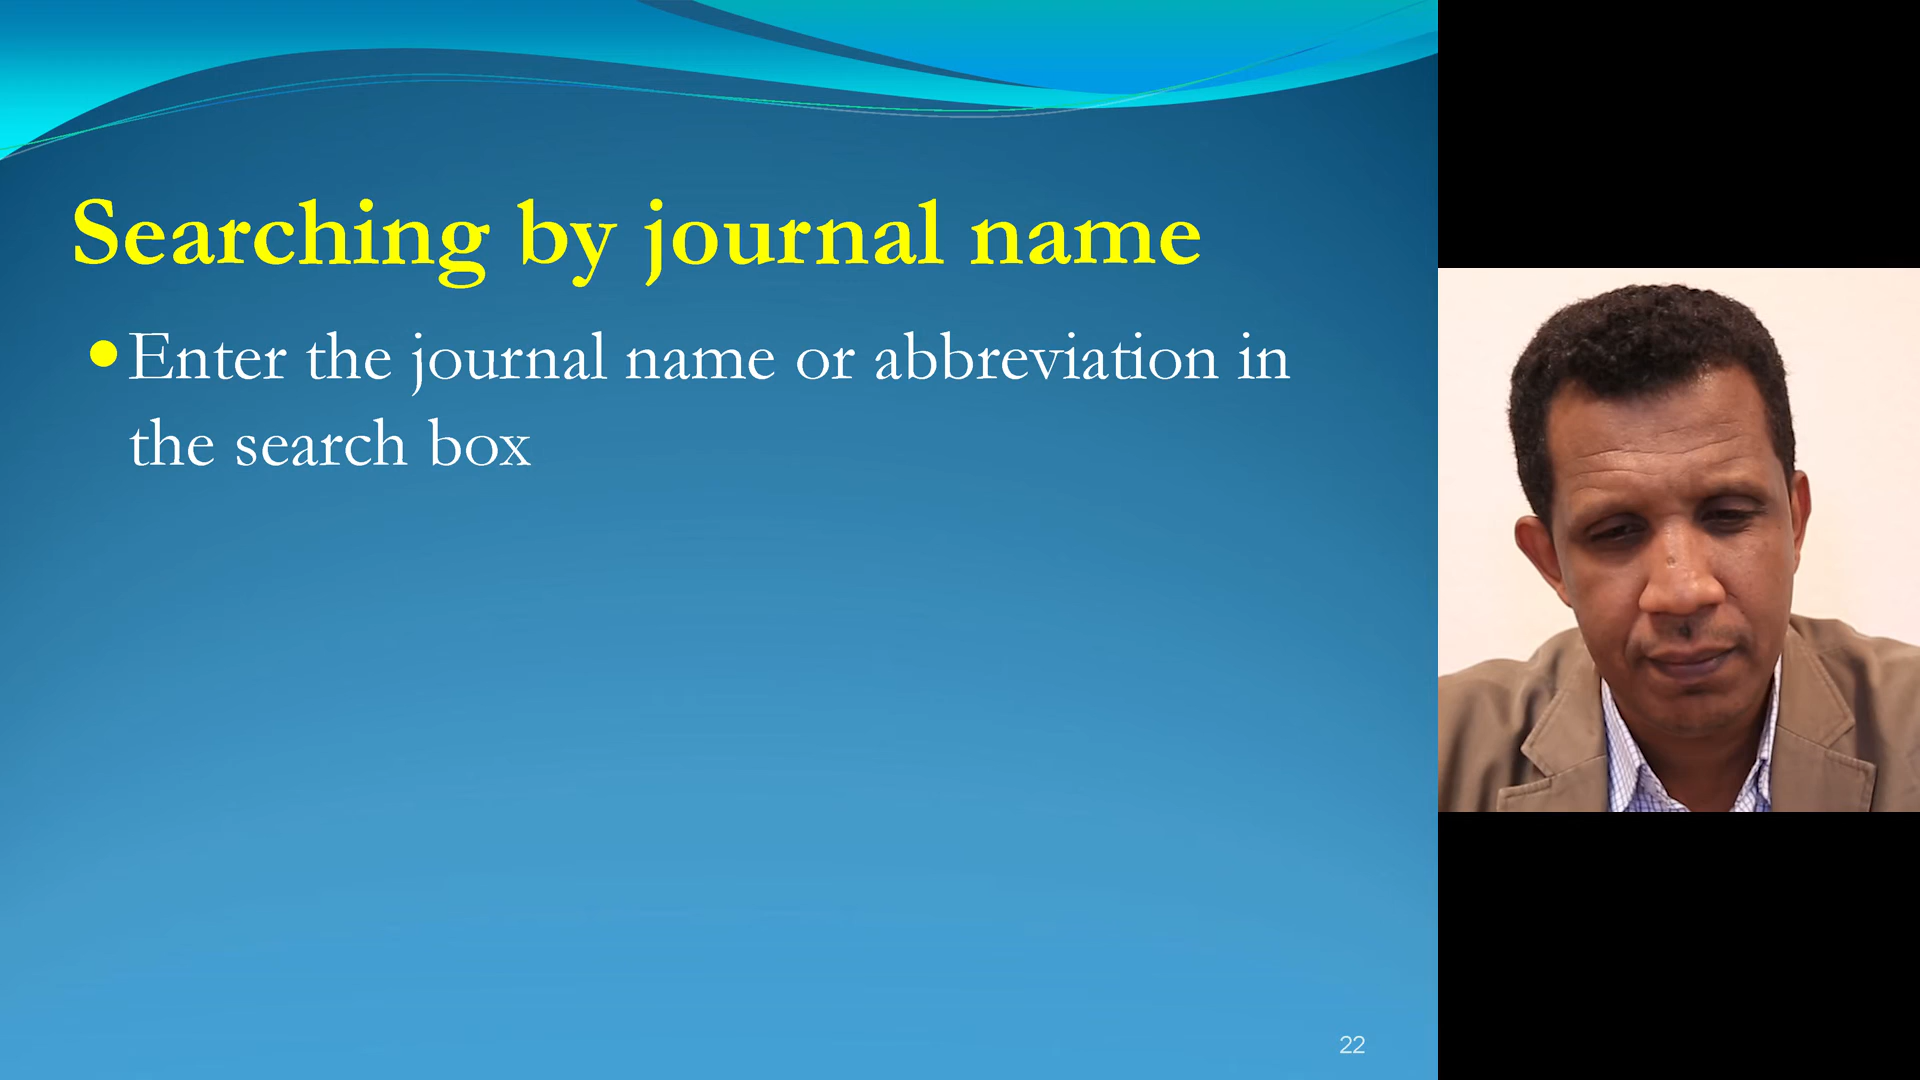 Searching by journal name
•Enter the journal name or abbreviation in
the search box
22